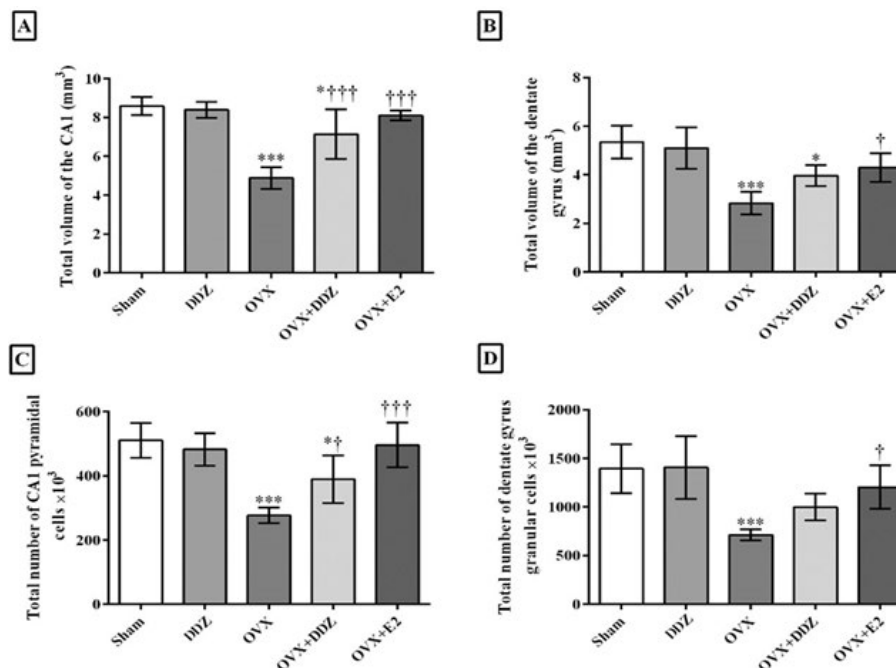 A
Total volume of the CA1 (mm³)
10
8
6
4
2
0
***
*†††
†††
Sham
DDZ
OVX
OVX+DDZ
OVX+E2
B
Total volume of the dentate
gyrus (mm³)
8
6
4
2
0
***
*
†
Sham
DDZ
OVX
OVX+DDZ
OVX+E2
C
Total number of CA1 pyramidal
cells ×10³
600
400
200
0
***
*†
†††
Sham
DDZ
OVX
OVX+DDZ
OVX+E2
D
Total number of dentate gyrus
granular cells ×10³
2000
1500
1000
500
0
***
†
Sham
DDZ
OVX
OVX+DDZ
OVX+E2